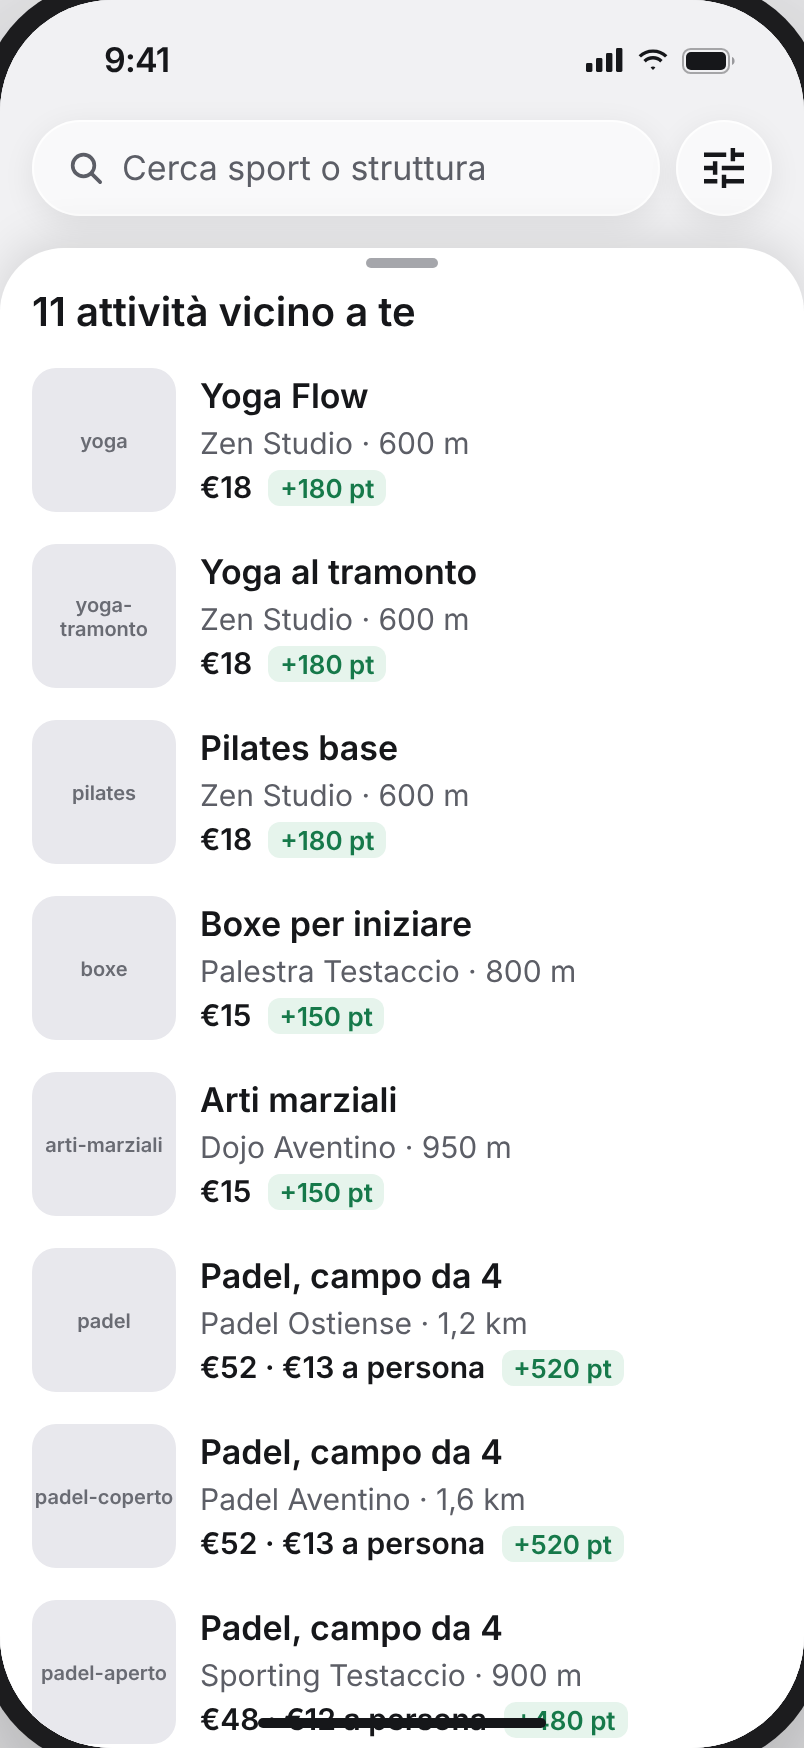 9:41
Cerca sport o struttura
11 attività vicino a te
yoga
Yoga Flow
Zen Studio · 600 m
€18 +180 pt
yoga-
tramonto
Yoga al tramonto
Zen Studio · 600 m
€18 +180 pt
pilates
Pilates base
Zen Studio · 600 m
€18 +180 pt
boxe
Boxe per iniziare
Palestra Testaccio · 800 m
€15 +150 pt
arti-marziali
Arti marziali
Dojo Aventino · 950 m
€15 +150 pt
padel
Padel, campo da 4
Padel Ostiense · 1,2 km
€52 · €13 a persona +520 pt
padel-coperto
Padel, campo da 4
Padel Aventino · 1,6 km
€52 · €13 a persona +520 pt
padel-aperto
Padel, campo da 4
Sporting Testaccio · 900 m
€48 · €12 a persona +480 pt